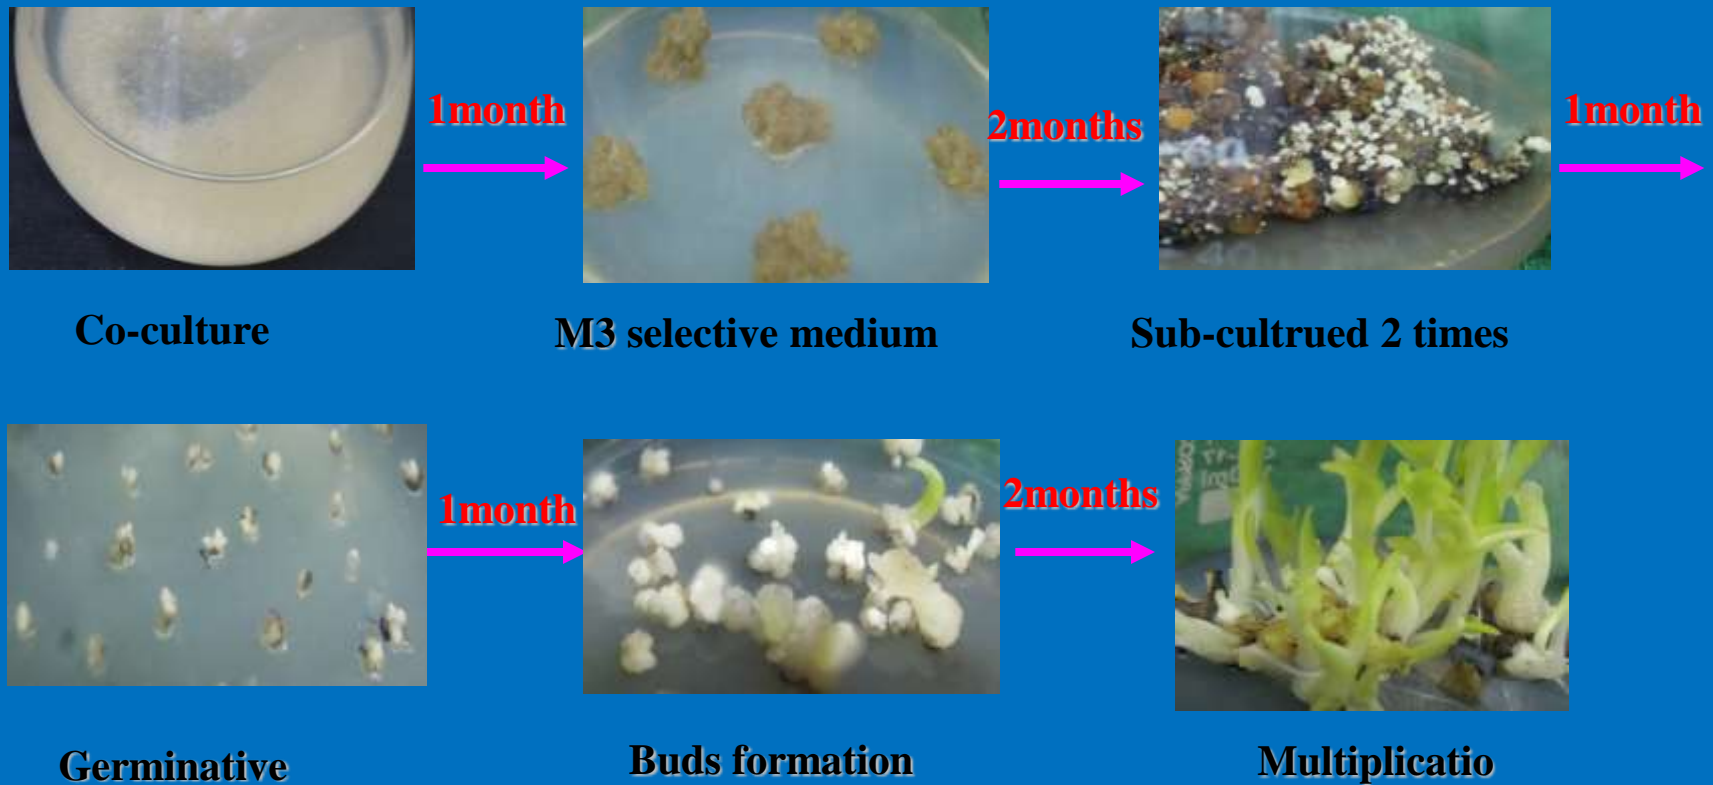 1month
2months
1month
Co-culture
M3 selective medium
Sub-cultrued 2 times
1month
2months
Germinative
Buds formation
Multiplicatio